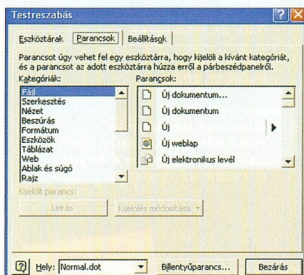 Testreszabás
Eszköztárak Parancsok Beállítások
Parancsot úgy vehet fel egy eszköztárra, hogy kijelöli a kívánt kategóriát,
és a parancsot az adott eszköztárra húzza erről a párbeszédpanelről.
Kategóriák: Parancsok:
Fájl
Szerkesztés
Nézet
Beszúrás
Formátum
Eszközök
Táblázat
Web
Ablak és súgó
Rajz
Új dokumentum...
Új dokumentum
Új
Új weblap
Új elektronikus levél
Kijelölt parancs:
Leírás Kijelölés módosítása
Hely: Normal.dot Billentyűparancs... Bezárás